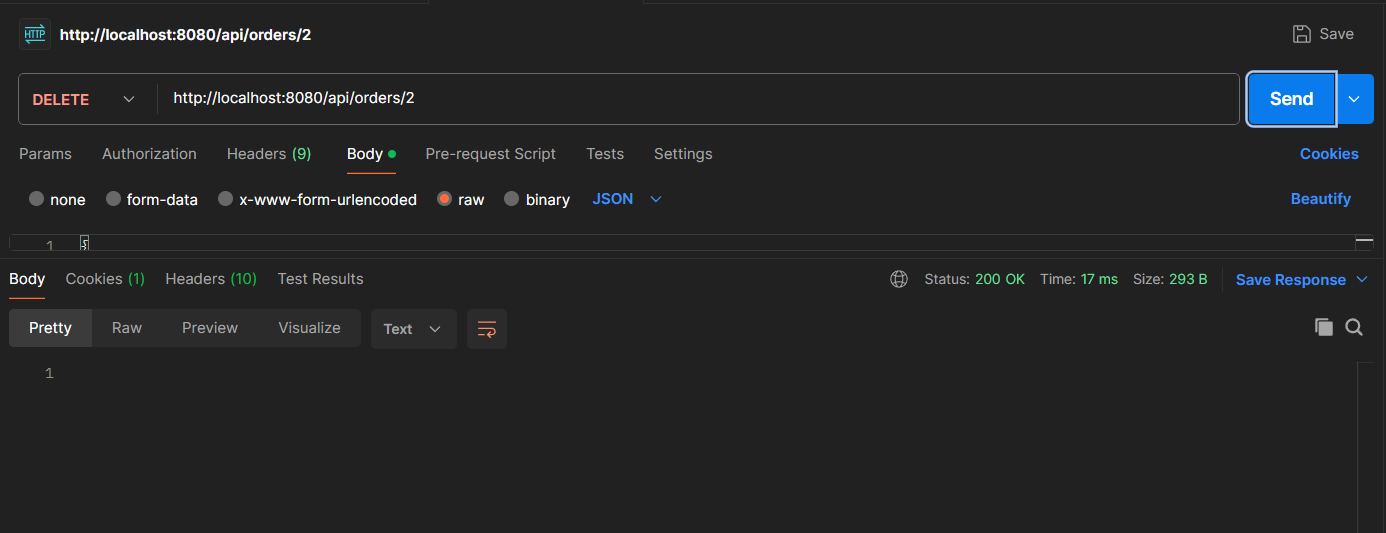 HTTP http://localhost:8080/api/orders/2 Save
DELETE http://localhost:8080/api/orders/2 Send
Params Authorization Headers (9) Body Pre-request Script Tests Settings Cookies
none form-data x-www-form-urlencoded raw binary JSON Beautify
1 {
Body Cookies (1) Headers (10) Test Results Status: 200 OK Time: 17 ms Size: 293 B Save Response
Pretty Raw Preview Visualize Text
1